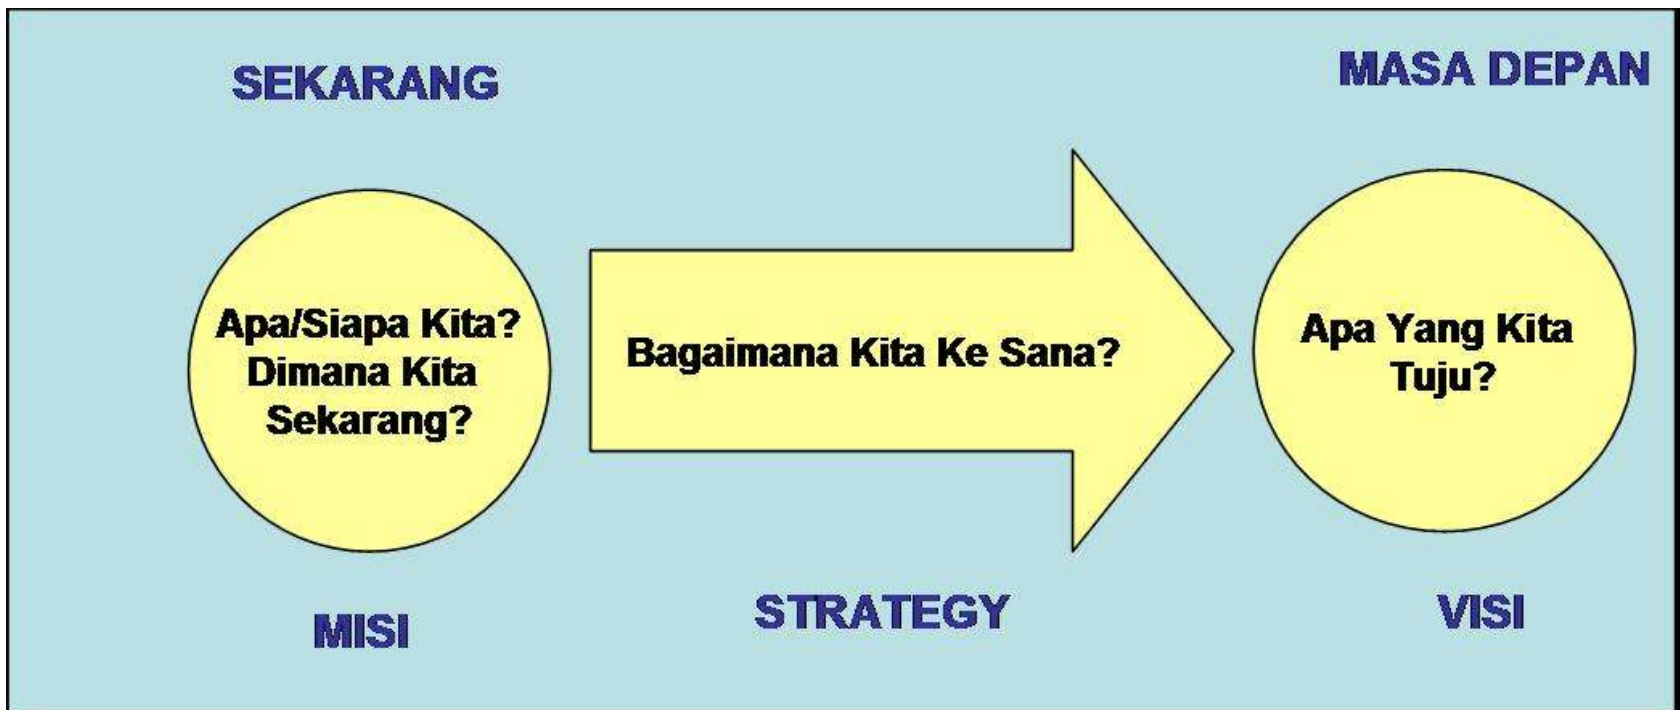 SEKARANG
MASA DEPAN
Apa/Siapa Kita?
Dimana Kita
Sekarang?
Bagaimana Kita Ke Sana?
Apa Yang Kita
Tuju?
MISI
STRATEGY
VISI